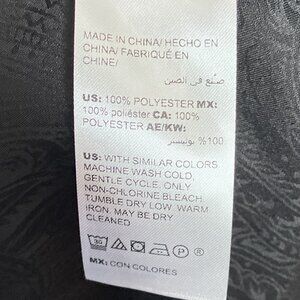 MADE IN CHINA/ HECHO EN
CHINA/ FABRIQUÉ EN
CHINE/
صنع في الصين
US: 100% POLYESTER MX:
100% poliéster CA: 100%
POLYESTER AE/KW:
100% بوليستر
US: WITH SIMILAR COLORS.
MACHINE WASH COLD,
GENTLE CYCLE. ONLY
NON-CHLORINE BLEACH.
TUMBLE DRY LOW. WARM
IRON. MAY BE DRY
CLEANED
30 P ®
MX: CON COLORES